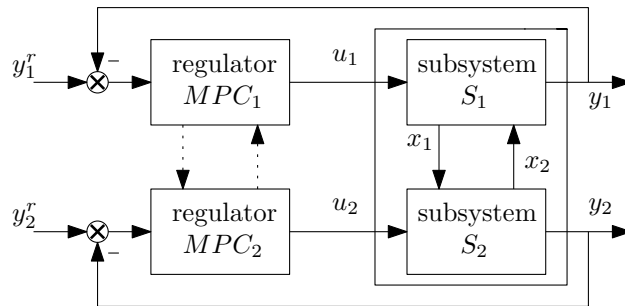 y_1^r
–
regulator
MPC_1
u_1
subsystem
S_1
y_1
x_1
x_2
y_2^r
–
regulator
MPC_2
u_2
subsystem
S_2
y_2